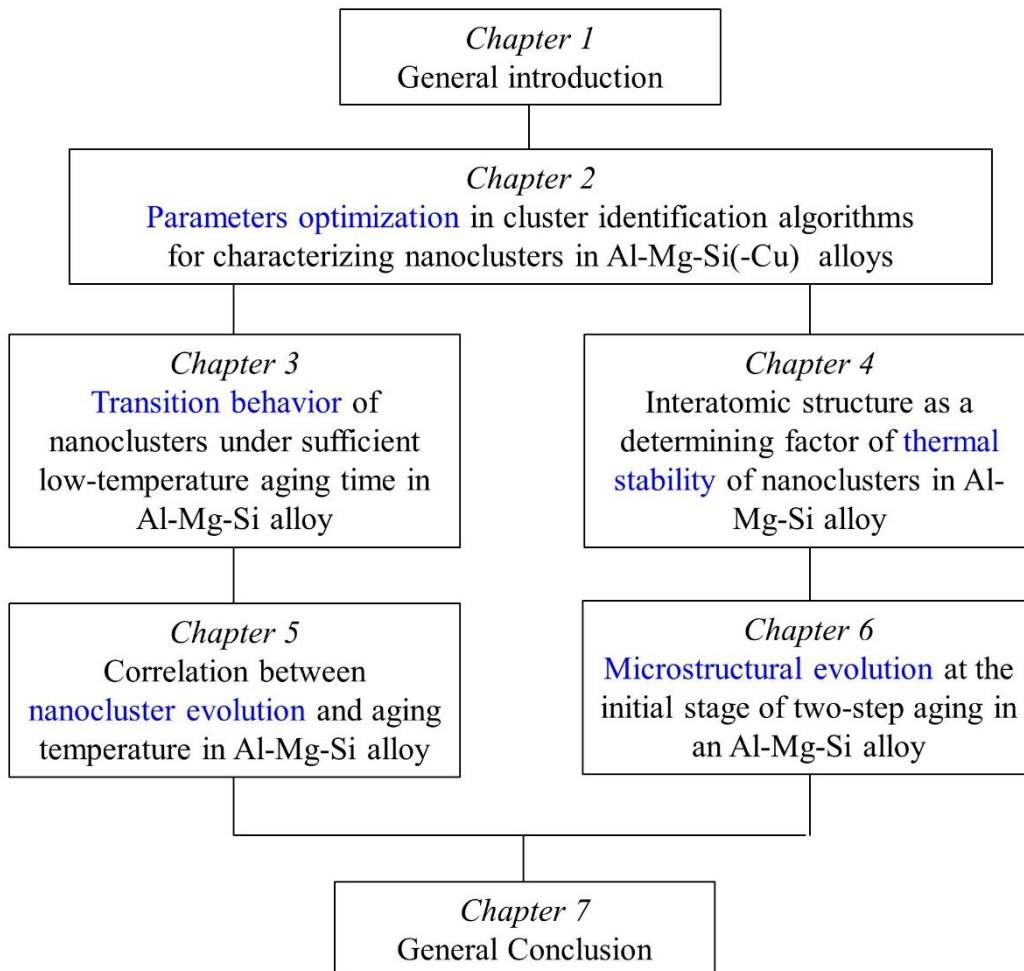 Chapter 1
General introduction
Chapter 2
Parameters optimization in cluster identification algorithms
for characterizing nanoclusters in Al-Mg-Si(-Cu) alloys
Chapter 3
Transition behavior of
nanoclusters under sufficient
low-temperature aging time in
Al-Mg-Si alloy
Chapter 4
Interatomic structure as a
determining factor of thermal
stability of nanoclusters in Al-
Mg-Si alloy
Chapter 5
Correlation between
nanocluster evolution and aging
temperature in Al-Mg-Si alloy
Chapter 6
Microstructural evolution at the
initial stage of two-step aging in
an Al-Mg-Si alloy
Chapter 7
General Conclusion